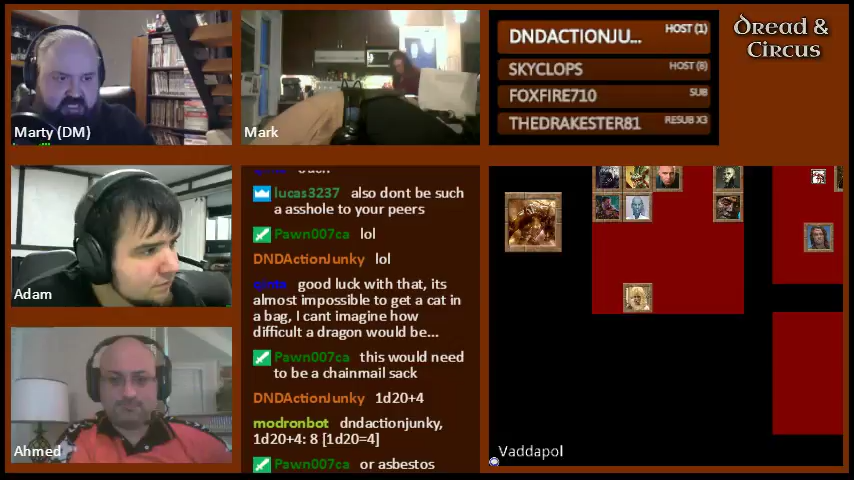 Marty (DM)
Mark
DNDACTIONJU...
HOST (1)
SKYCLOPS
HOST (8)
FOXFIRE710
SUB
THEDRAKESTER81
RESUB X3
Dread &
Circus
Adam
Ahmed
lucas3237 also dont be such
a asshole to your peers
Pawn007ca lol
DNDActionJunky lol
good luck with that, its
almost impossible to get a cat in
a bag, I cant imagine how
difficult a dragon would be...
Pawn007ca this would need
to be a chainmail sack
DNDActionJunky 1d20+4
modronbot dndactionjunky,
1d20+4: 8 [1d20=4]
Pawn007ca or asbestos
Vaddapol